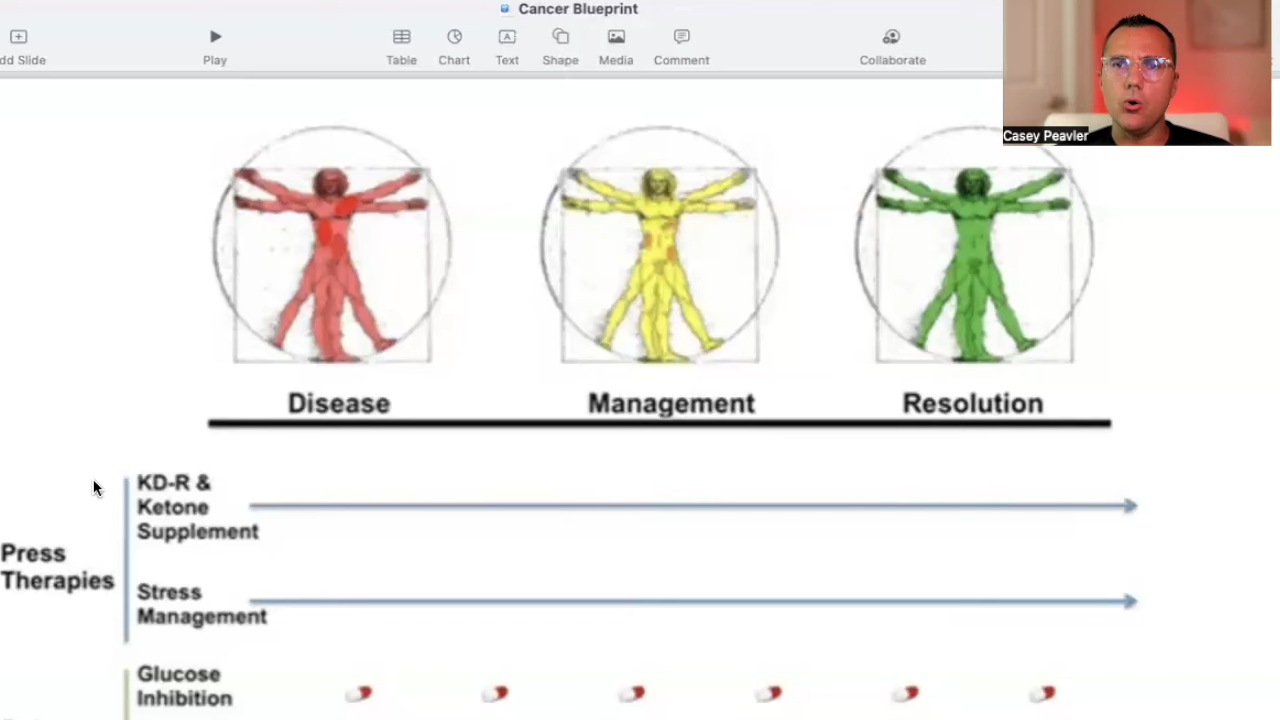 Cancer Blueprint
dd Slide
Play
Table
Chart
Text
Shape
Media
Comment
Collaborate
Casey Peavler
Disease
Management
Resolution
KD-R &
Ketone
Supplement
Press
Therapies
Stress
Management
Glucose
Inhibition